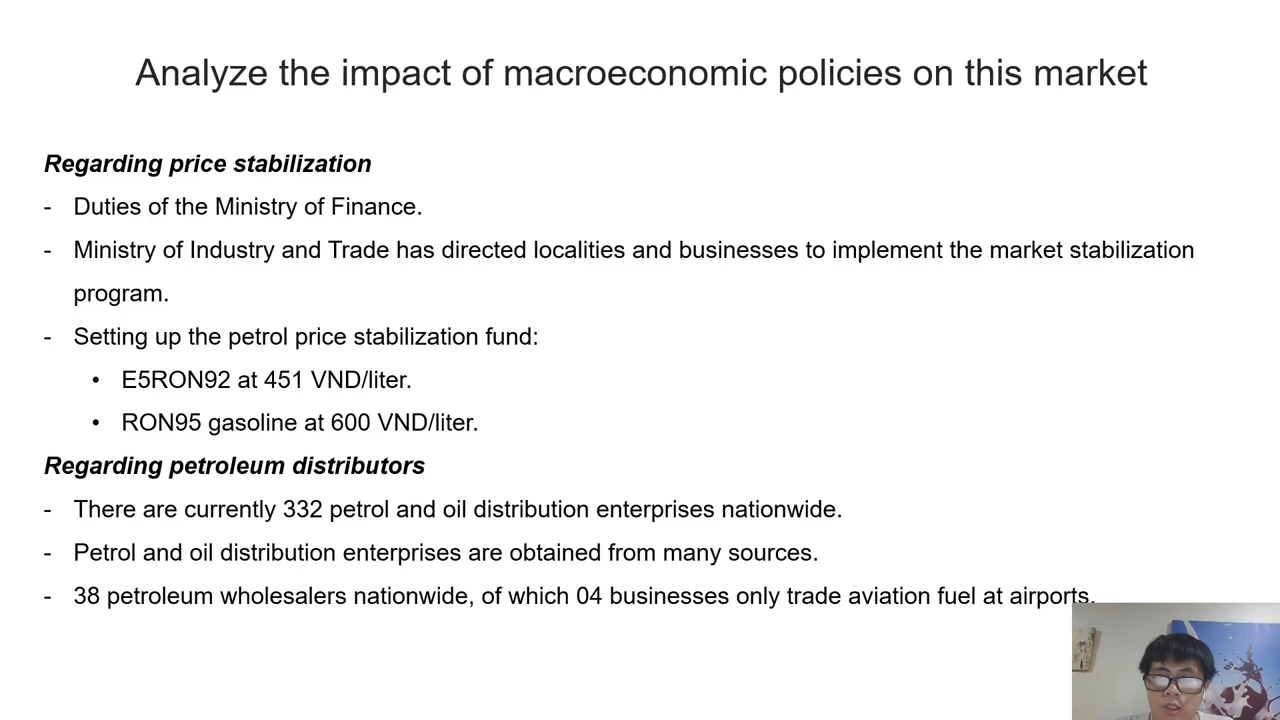 Analyze the impact of macroeconomic policies on this market
Regarding price stabilization
- Duties of the Ministry of Finance.
- Ministry of Industry and Trade has directed localities and businesses to implement the market stabilization
program.
- Setting up the petrol price stabilization fund:
• E5RON92 at 451 VND/liter.
• RON95 gasoline at 600 VND/liter.
Regarding petroleum distributors
- There are currently 332 petrol and oil distribution enterprises nationwide.
- Petrol and oil distribution enterprises are obtained from many sources.
- 38 petroleum wholesalers nationwide, of which 04 businesses only trade aviation fuel at airports.